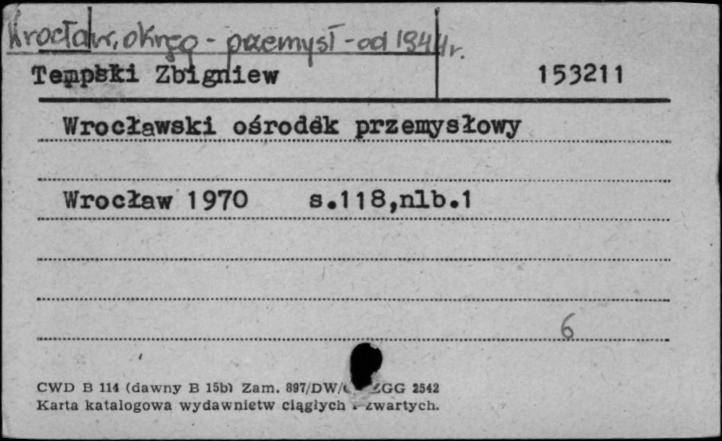 Wrocław, okręg - przemysł - od 1944r.
Tempski Zbigniew 153211
Wrocławski ośrodek przemysłowy
Wrocław 1970 s.118,nlb.1
6
CWD B 114 (dawny B 15b) Zam. 897/DW/ ZGG 2542
Karta katalogowa wydawnictw ciągłych i zwartych.